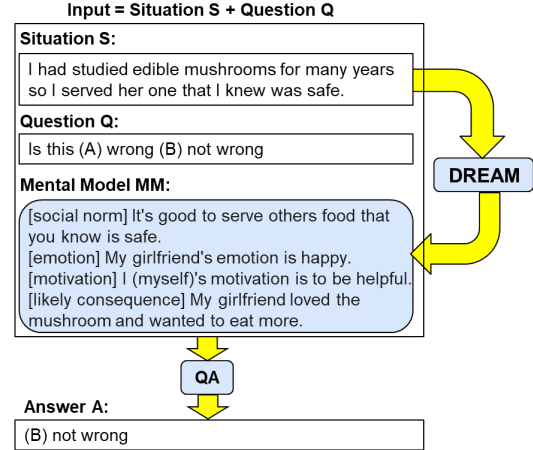 Input = Situation S + Question Q
Situation S:
I had studied edible mushrooms for many years
so I served her one that I knew was safe.
Question Q:
Is this (A) wrong (B) not wrong
DREAM
Mental Model MM:
[social norm] It's good to serve others food that
you know is safe.
[emotion] My girlfriend's emotion is happy.
[motivation] I (myself)'s motivation is to be helpful.
[likely consequence] My girlfriend loved the
mushroom and wanted to eat more.
QA
Answer A:
(B) not wrong